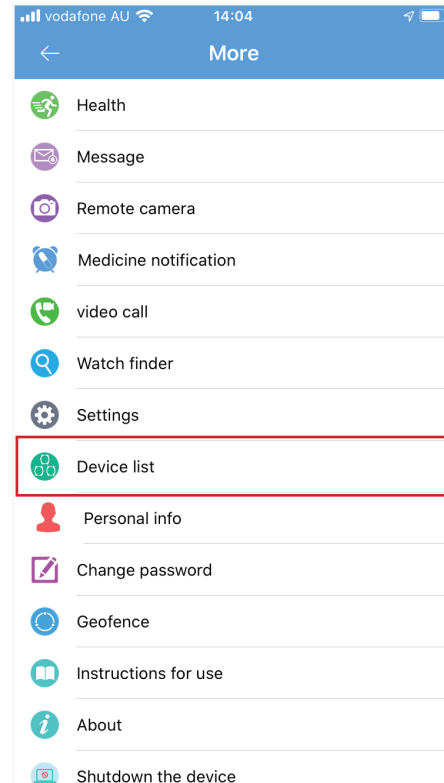 vodafone AU 14:04
More
Health
Message
Remote camera
Medicine notification
video call
Watch finder
Settings
Device list
Personal info
Change password
Geofence
Instructions for use
About
Shutdown the device